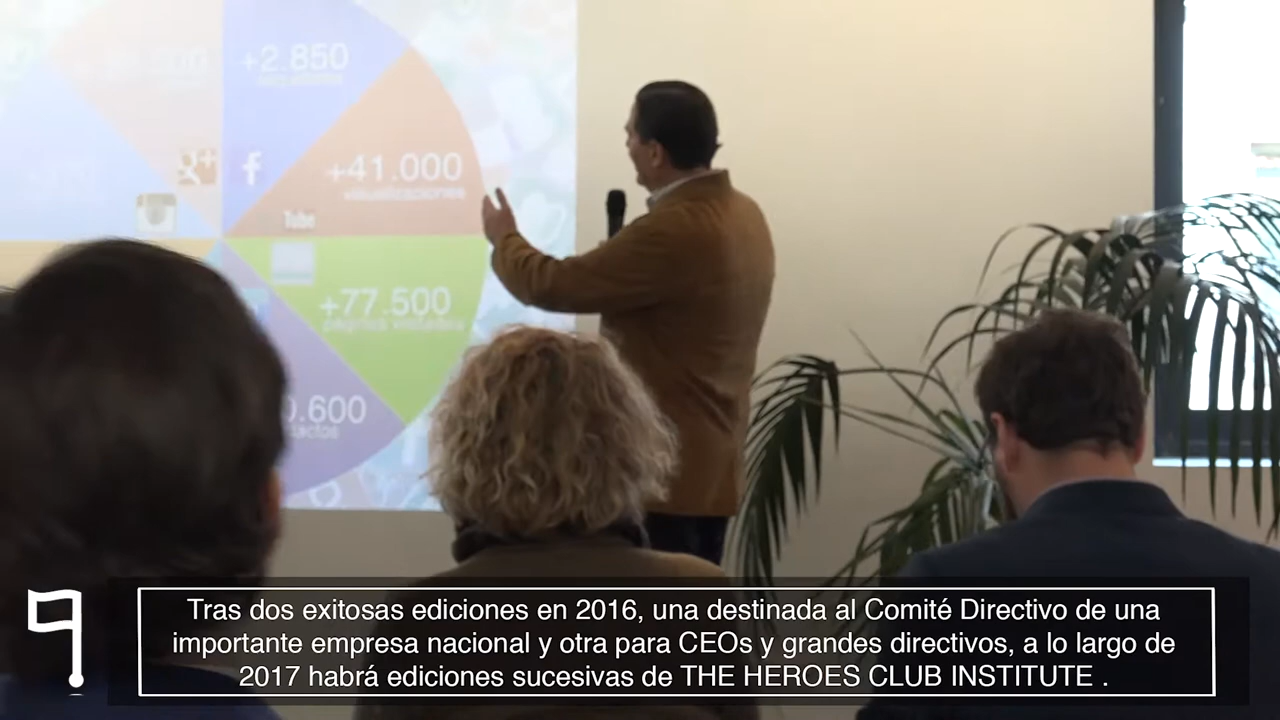 +2.850
+41.000
visualizaciones
Tube
+77.500
páginas visitadas
0.600
Tras dos exitosas ediciones en 2016, una destinada al Comité Directivo de una
importante empresa nacional y otra para CEOs y grandes directivos, a lo largo de
2017 habrá ediciones sucesivas de THE HEROES CLUB INSTITUTE .